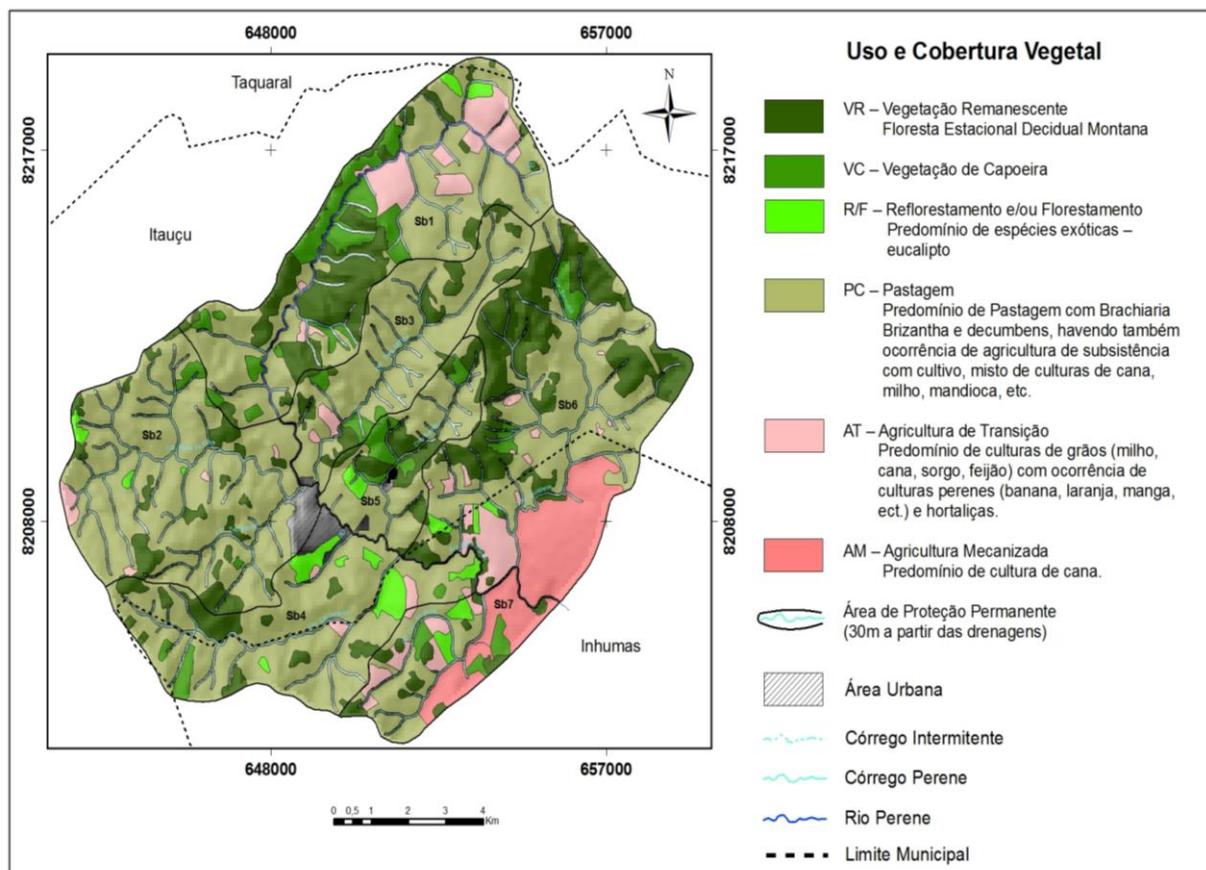 648000
657000
Uso e Cobertura Vegetal
Taquaral
N
VR – Vegetação Remanescente
Floresta Estacional Decidual Montana
8217000
8217000
VC – Vegetação de Capoeira
R/F – Reflorestamento e/ou Florestamento
Predomínio de espécies exóticas –
eucalipto
Sb1
Itauçu
PC – Pastagem
Predomínio de Pastagem com Brachiaria
Brizantha e decumbens, havendo também
ocorrência de agricultura de subsistência
com cultivo, misto de culturas de cana,
milho, mandioca, etc.
Sb3
Sb6
Sb2
AT – Agricultura de Transição
Predomínio de culturas de grãos (milho,
cana, sorgo, feijão) com ocorrência de
culturas perenes (banana, laranja, manga,
ect.) e hortaliças.
Sb5
8208000
8208000
AM – Agricultura Mecanizada
Predomínio de cultura de cana.
Sb4
Sb7
Área de Proteção Permanente
(30m a partir das drenagens)
Inhumas
Área Urbana
Córrego Intermitente
648000
657000
Córrego Perene
0 0,5 1 2 3 4
Km
Rio Perene
Limite Municipal